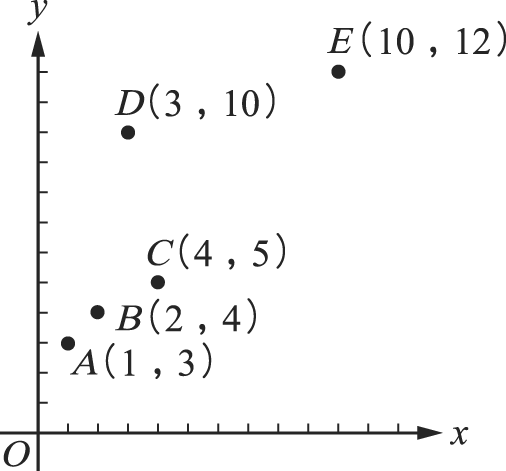 y
E(10 , 12)
D(3 , 10)
C(4 , 5)
B(2 , 4)
A(1 , 3)
O
x